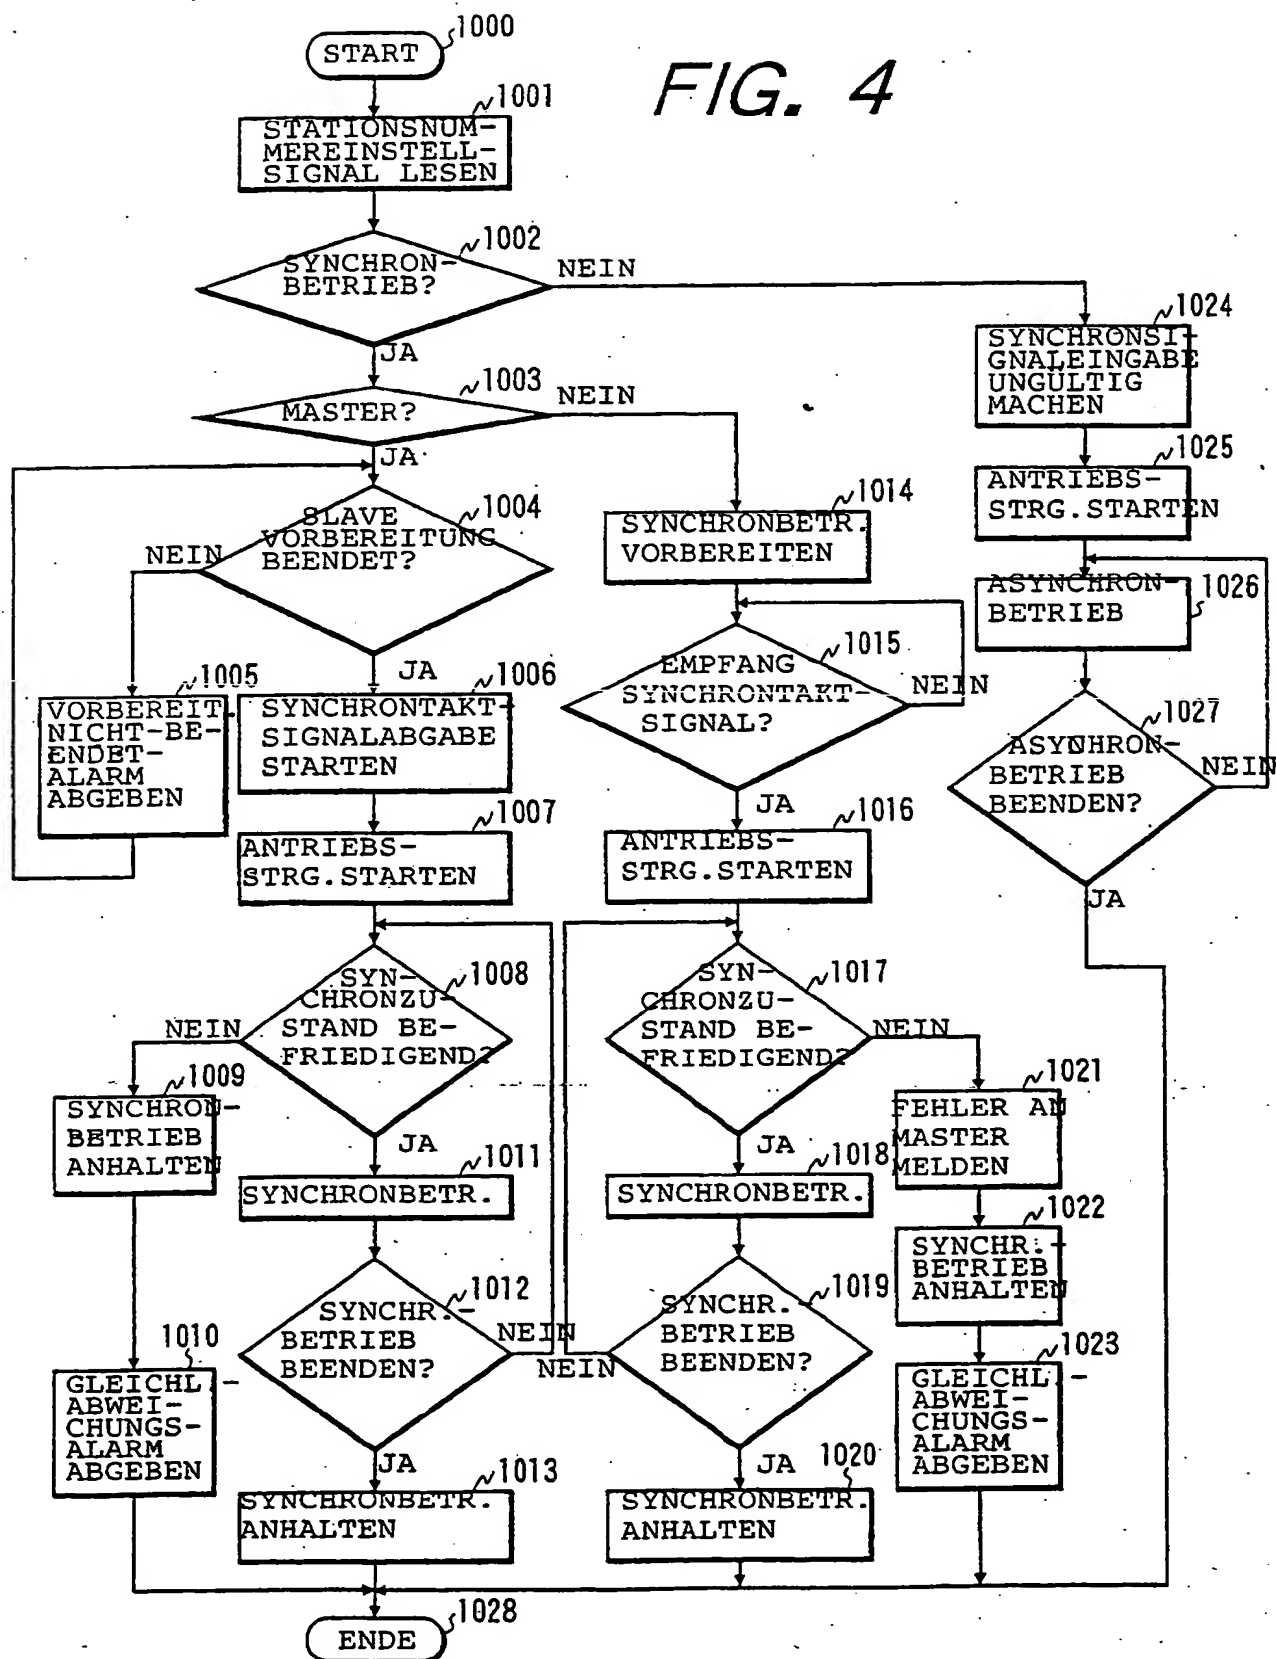 FIG. 4
1000
START
1001
STATIONSNUM-
MEREINSTELL-
SIGNAL LESEN
1002
SYNCHRON-
BETRIEB?
NEIN
JA
1003
MASTER?
NEIN
JA
1004
SLAVE
VORBEREITUNG
BEENDET?
NEIN
JA
1005
VORBEREIT-
NICHT-BE-
ENDET-
ALARM
ABGEBEN
1006
SYNCHRONTAKT-
SIGNALABGABE
STARTEN
1007
ANTRIEBS-
STRG.STARTEN
1008
SYN-
CHRONZU-
STAND BE-
FRIEDIGEND?
NEIN
JA
1009
SYNCHRON-
BETRIEB
ANHALTEN
1010
GLEICHL.-
ABWEI-
CHUNGS-
ALARM
ABGEBEN
1011
SYNCHRONBETR.
1012
SYNCHR.-
BETRIEB
BEENDEN?
NEIN
JA
1013
SYNCHRONBETR.
ANHALTEN
1014
SYNCHRONBETR.
VORBEREITEN
1015
EMPFANG
SYNCHRONTAKT-
SIGNAL?
NEIN
JA
1016
ANTRIEBS-
STRG.STARTEN
1017
SYN-
CHRONZU-
STAND BE-
FRIEDIGEND?
NEIN
JA
1018
SYNCHRONBETR.
1019
SYNCHR.-
BETRIEB
BEENDEN?
NEIN
JA
1020
SYNCHRONBETR.
ANHALTEN
1021
FEHLER AN
MASTER
MELDEN
1022
SYNCHR.-
BETRIEB
ANHALTEN
1023
GLEICHL.-
ABWEI-
CHUNGS-
ALARM
ABGEBEN
1024
SYNCHRONSI-
GNALEINGABE
UNGÜLTIG
MACHEN
1025
ANTRIEBS-
STRG.STARTEN
1026
ASYNCHRON-
BETRIEB
1027
ASYNHRON-
BETRIEB
BEENDEN?
NEIN
JA
1028
ENDE